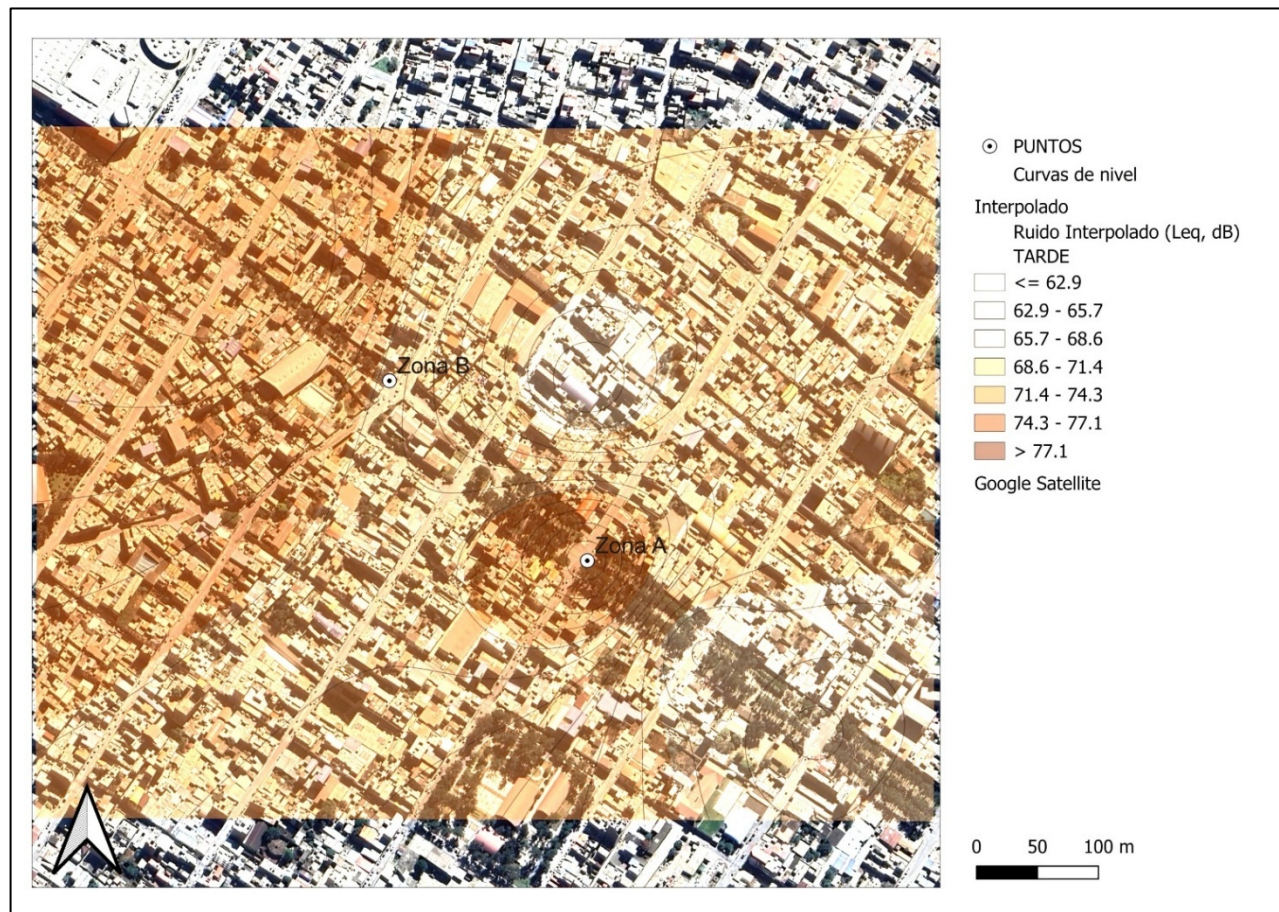 Zona B
Zona A
PUNTOS
Curvas de nivel
Interpolado
Ruido Interpolado (Leq, dB)
TARDE
<= 62.9
62.9 - 65.7
65.7 - 68.6
68.6 - 71.4
71.4 - 74.3
74.3 - 77.1
> 77.1
Google Satellite
0 50 100 m